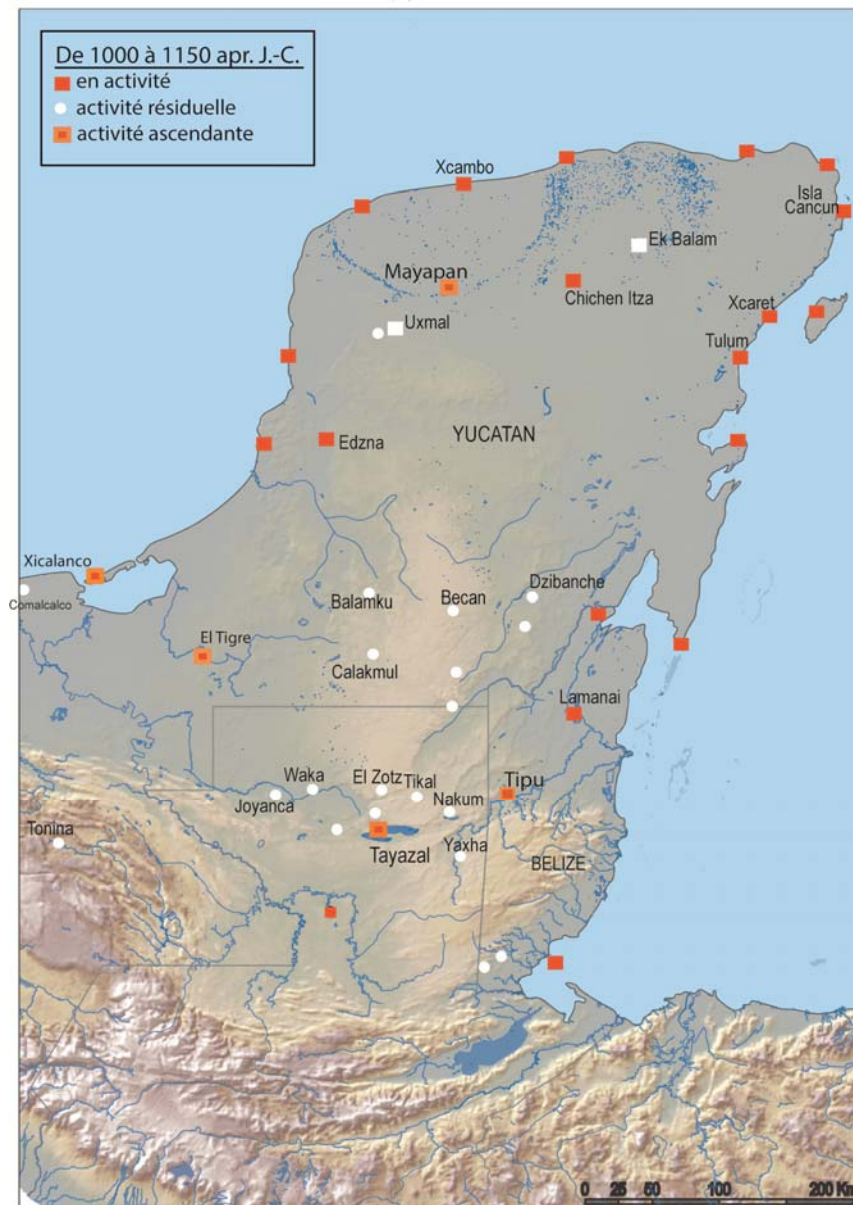 De 1000 à 1150 apr. J.-C.
en activité
activité résiduelle
activité ascendante
Xcambo
Isla
Cancun
Ek Balam
Mayapan
Chichen Itza
Xcaret
Uxmal
Tulum
YUCATAN
Edzna
Xicalanco
Comalcalco
Balamku
Becan
Dzibanche
El Tigre
Calakmul
Lamanai
Waka
El Zotz
Tikal
Tipu
Joyanca
Nakum
Tonina
Tayazal
Yaxha
BELIZE
0 25 50 100 200 Km